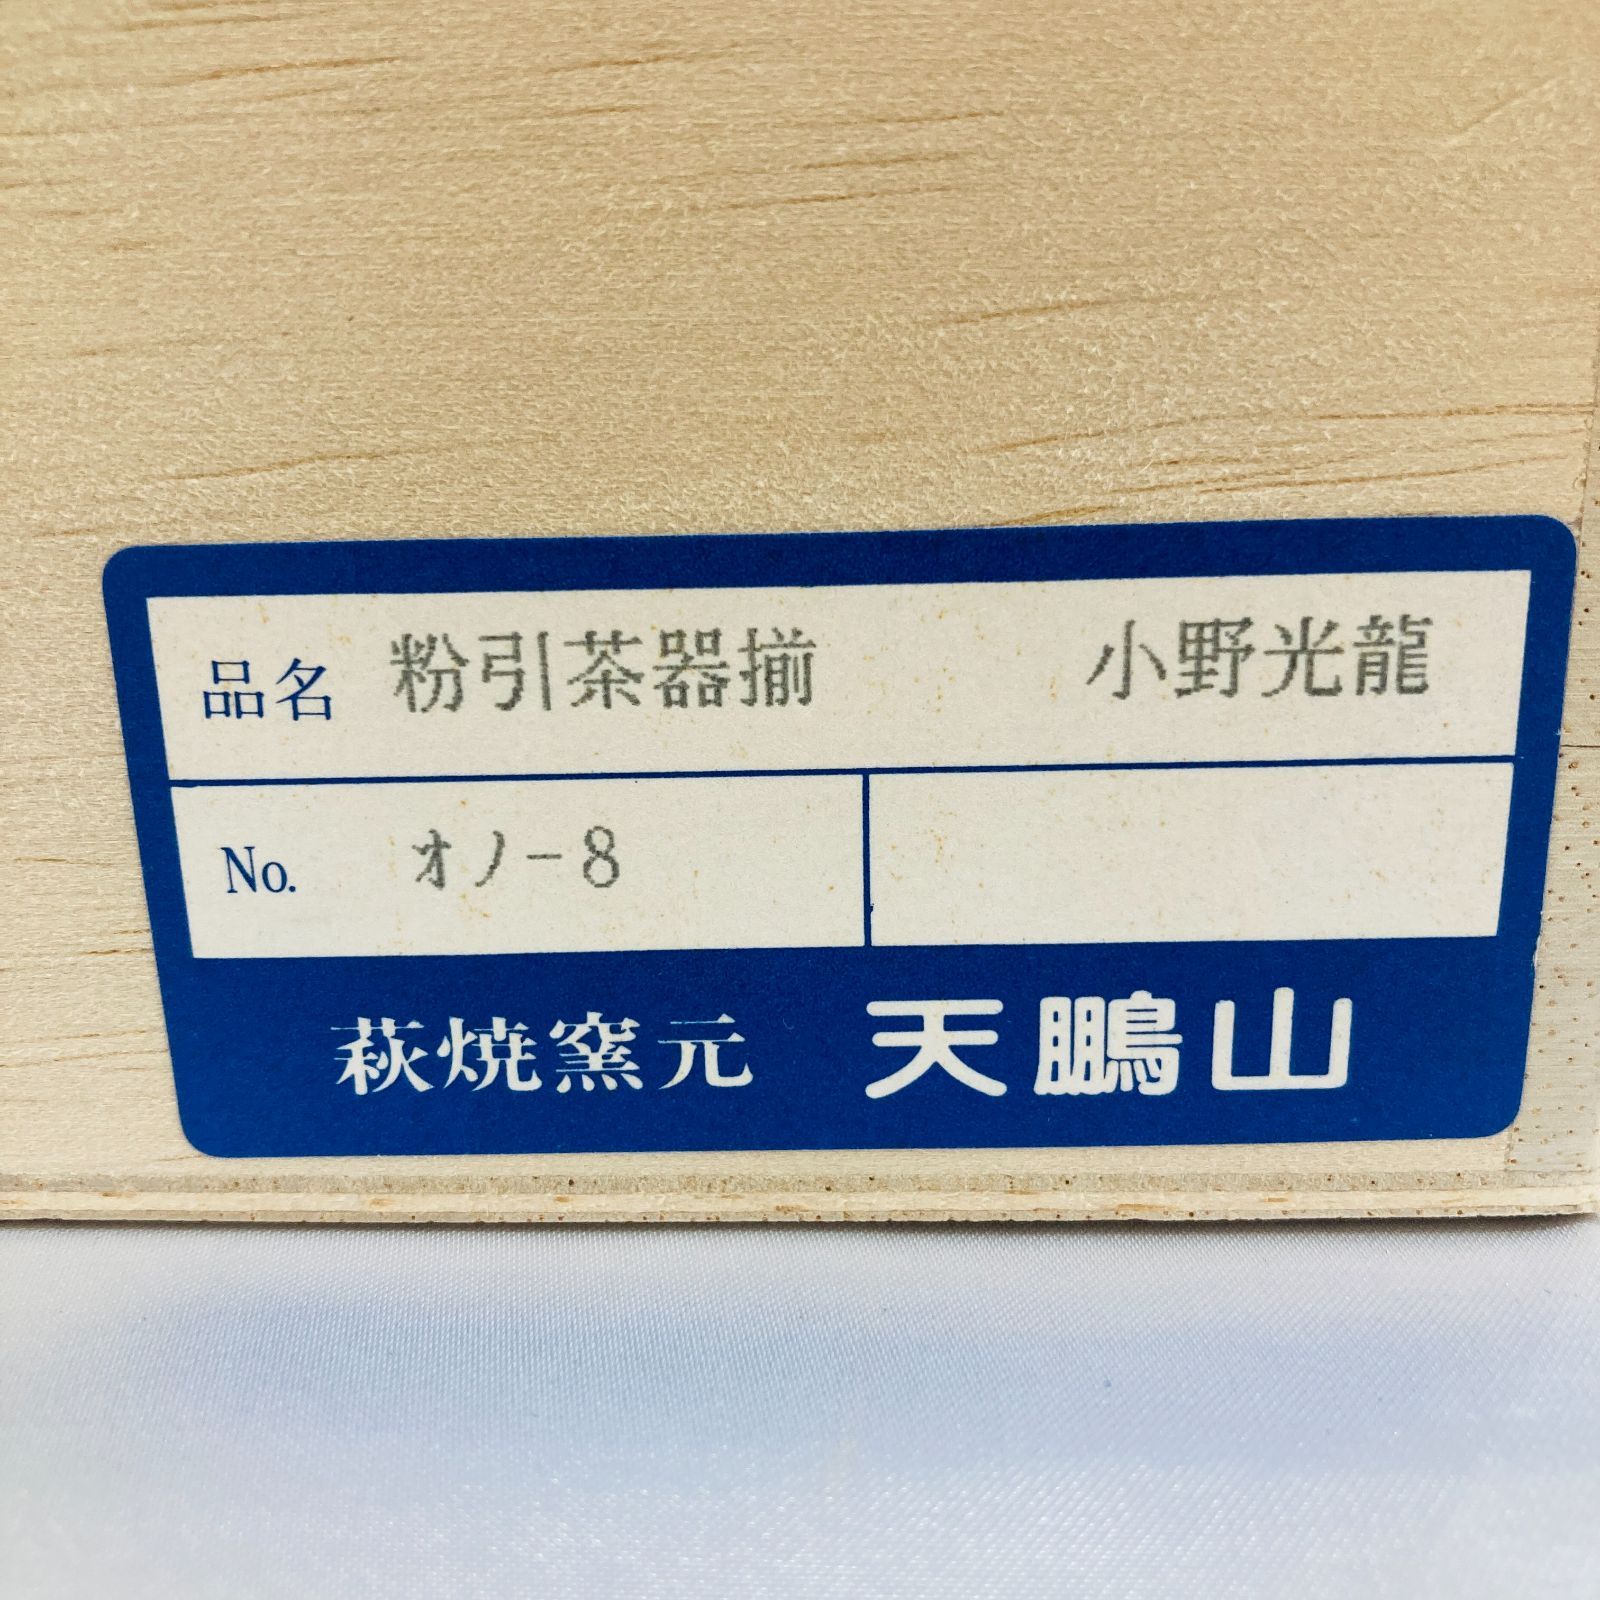 品名 粉引茶器揃 小野光龍
No. オノ-8
萩焼窯元 天鵬山